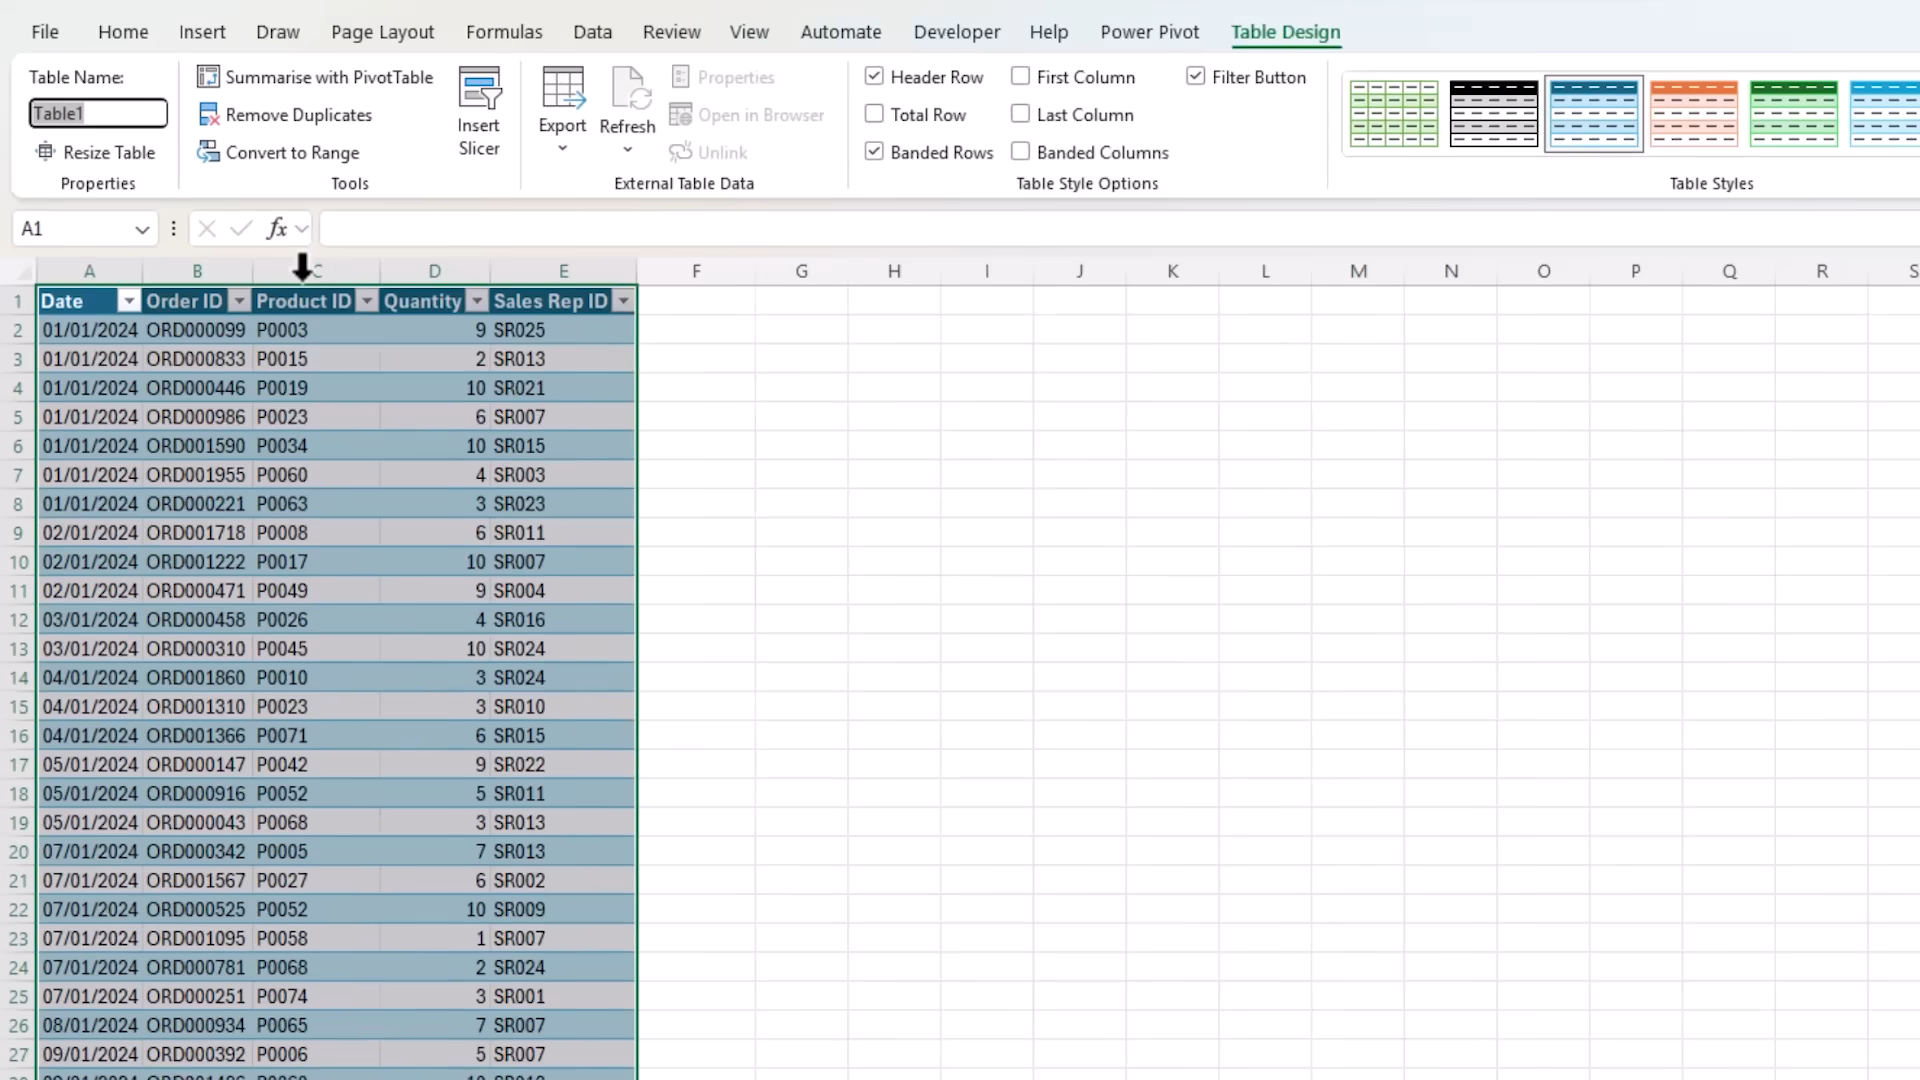 File Home Insert Draw Page Layout Formulas Data Review View Automate Developer Help Power Pivot Table Design
Table Name:
Table1
Resize Table
Properties
Summarise with PivotTable
Remove Duplicates
Convert to Range
Tools
Insert
Slicer
Export
Refresh
Properties
Open in Browser
Unlink
External Table Data
Header Row
Total Row
Banded Rows
First Column
Last Column
Banded Columns
Filter Button
Table Style Options
Table Styles
A1
fx
A B C D E F G H I J K L M N O P Q R S
1 Date Order ID Product ID Quantity Sales Rep ID
2 01/01/2024 ORD000099 P0003 9 SR025
3 01/01/2024 ORD000833 P0015 2 SR013
4 01/01/2024 ORD000446 P0019 10 SR021
5 01/01/2024 ORD000986 P0023 6 SR007
6 01/01/2024 ORD001590 P0034 10 SR015
7 01/01/2024 ORD001955 P0060 4 SR003
8 01/01/2024 ORD000221 P0063 3 SR023
9 02/01/2024 ORD001718 P0008 6 SR011
10 02/01/2024 ORD001222 P0017 10 SR007
11 02/01/2024 ORD000471 P0049 9 SR004
12 03/01/2024 ORD000458 P0026 4 SR016
13 03/01/2024 ORD000310 P0045 10 SR024
14 04/01/2024 ORD001860 P0010 3 SR024
15 04/01/2024 ORD001310 P0023 3 SR010
16 04/01/2024 ORD001366 P0071 6 SR015
17 05/01/2024 ORD000147 P0042 9 SR022
18 05/01/2024 ORD000916 P0052 5 SR011
19 05/01/2024 ORD000043 P0068 3 SR013
20 07/01/2024 ORD000342 P0005 7 SR013
21 07/01/2024 ORD001567 P0027 6 SR002
22 07/01/2024 ORD000525 P0052 10 SR009
23 07/01/2024 ORD001095 P0058 1 SR007
24 07/01/2024 ORD000781 P0068 2 SR024
25 07/01/2024 ORD000251 P0074 3 SR001
26 08/01/2024 ORD000934 P0065 7 SR007
27 09/01/2024 ORD000392 P0006 5 SR007